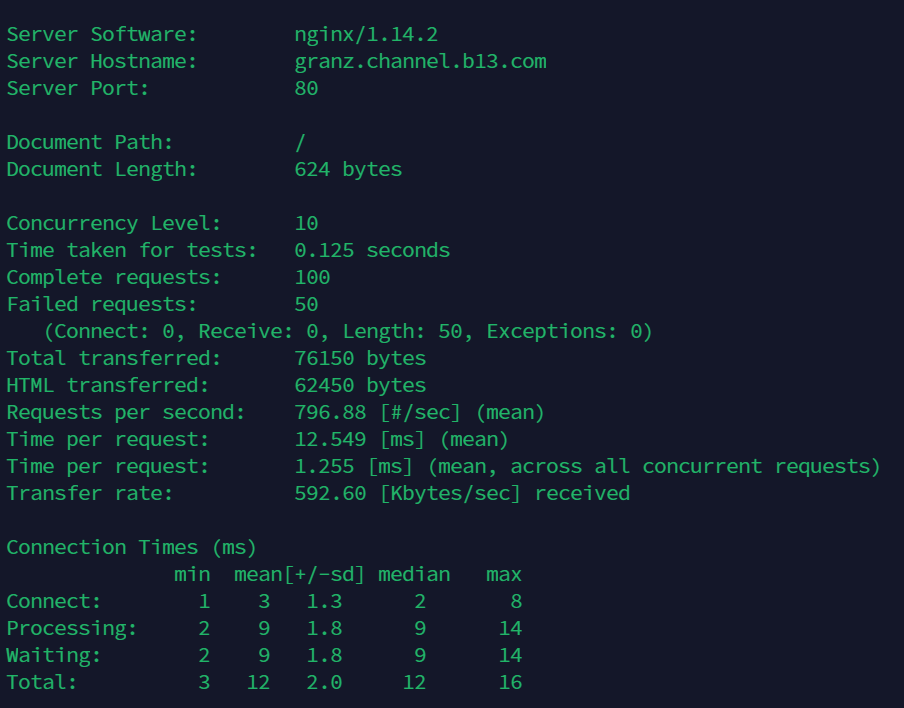 Server Software:        nginx/1.14.2
Server Hostname:        granz.channel.b13.com
Server Port:            80

Document Path:          /
Document Length:        624 bytes

Concurrency Level:      10
Time taken for tests:   0.125 seconds
Complete requests:      100
Failed requests:        50
   (Connect: 0, Receive: 0, Length: 50, Exceptions: 0)
Total transferred:      76150 bytes
HTML transferred:       62450 bytes
Requests per second:    796.88 [#/sec] (mean)
Time per request:       12.549 [ms] (mean)
Time per request:       1.255 [ms] (mean, across all concurrent requests)
Transfer rate:          592.60 [Kbytes/sec] received

Connection Times (ms)
              min  mean[+/-sd] median   max
Connect:        1    3   1.3      2       8
Processing:     2    9   1.8      9      14
Waiting:        2    9   1.8      9      14
Total:          3   12   2.0     12      16